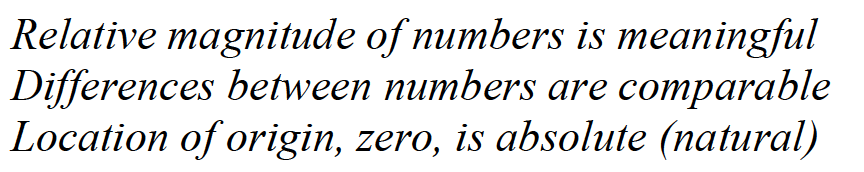 Relative magnitude of numbers is meaningful
Differences between numbers are comparable
Location of origin, zero, is absolute (natural)